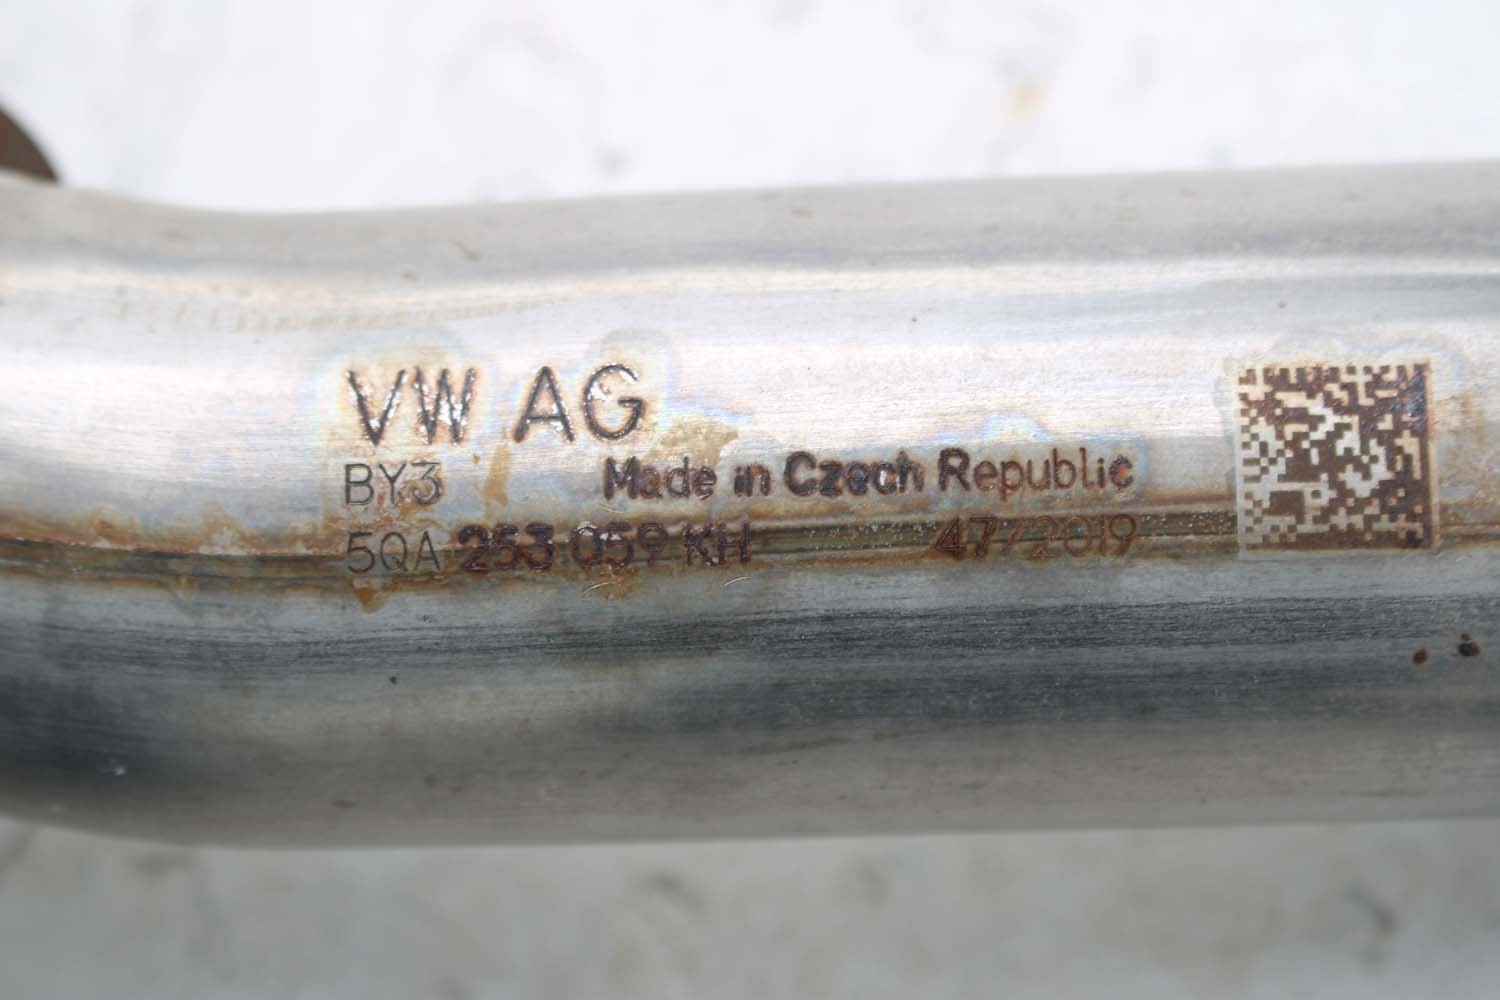 VW AG
BY3 Made in Czech Republic
5QA 253 059 KH 47/2019